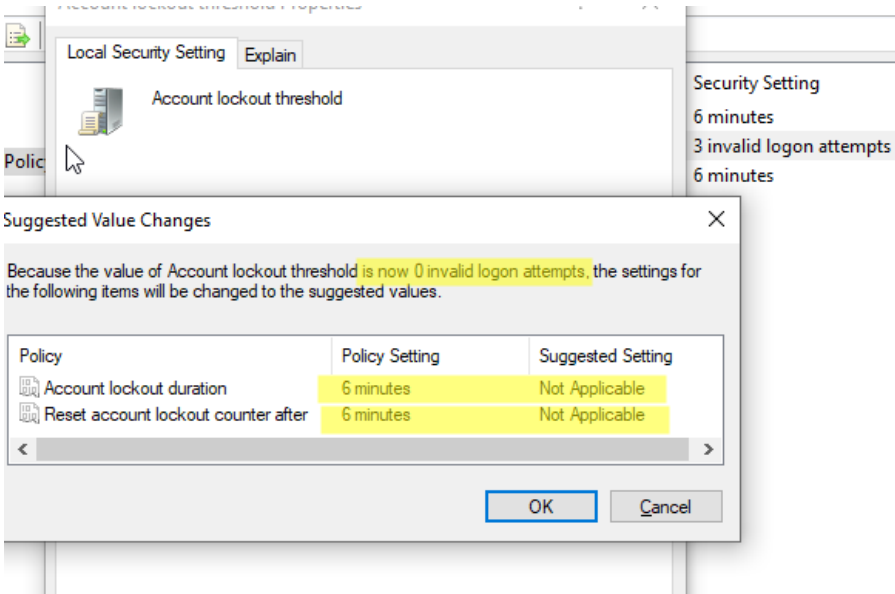 Account lockout threshold Properties
Local Security Setting
Explain
Account lockout threshold
Security Setting
6 minutes
3 invalid logon attempts
6 minutes
Polic
Suggested Value Changes
Because the value of Account lockout threshold is now 0 invalid logon attempts, the settings for
the following items will be changed to the suggested values.
Policy Policy Setting Suggested Setting
Account lockout duration 6 minutes Not Applicable
Reset account lockout counter after 6 minutes Not Applicable
OK Cancel